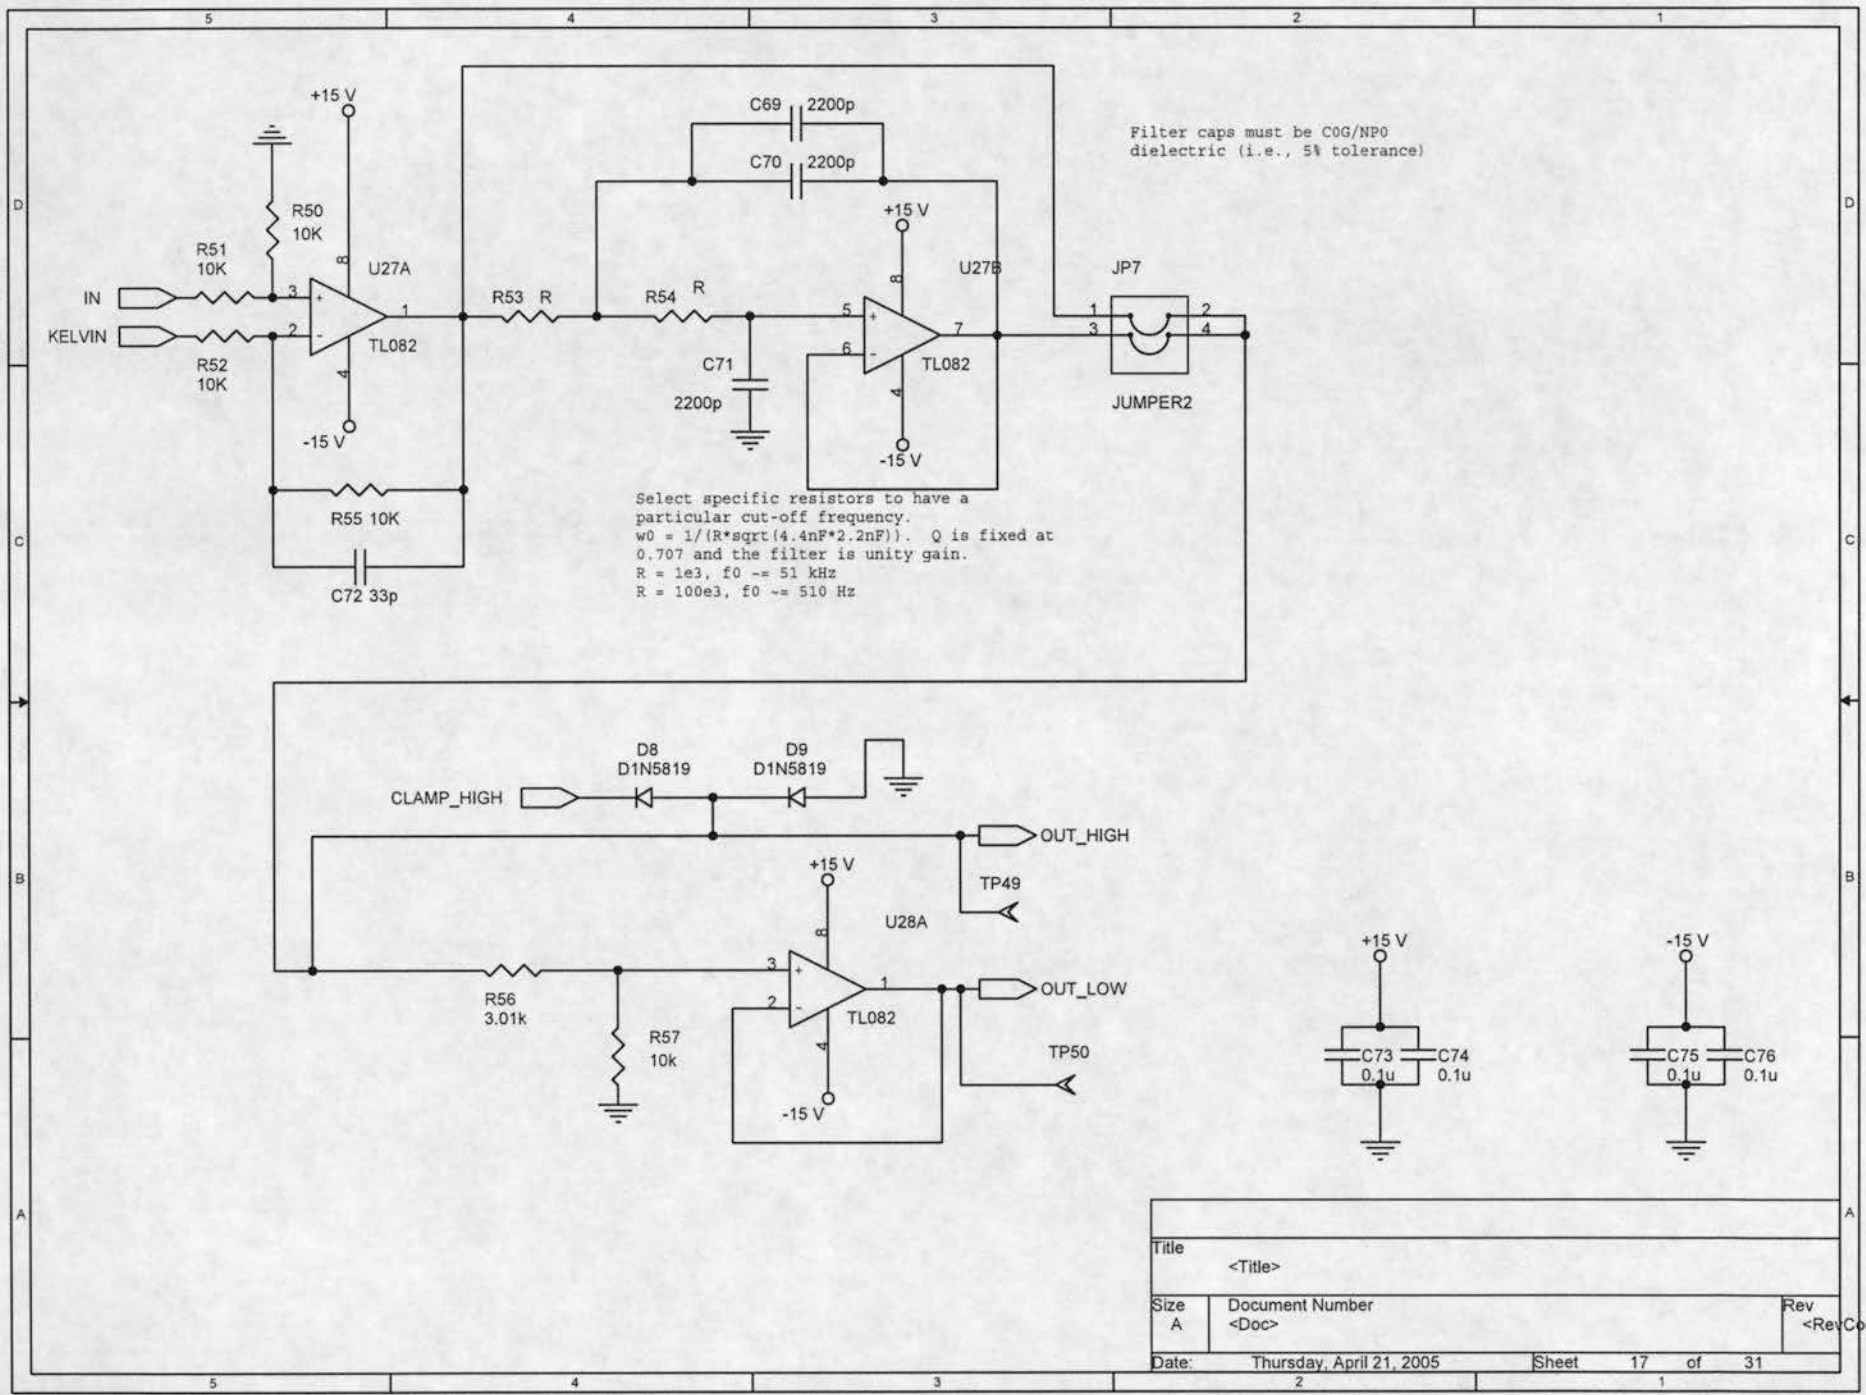 5 4 3 2 1
D
C
B
A
D
C
B
A
+15 V
R50
10K
R51
10K
IN
3
+
8
U27A
1
KELVIN
2
-
4
TL082
R52
10K
-15 V
R55 10K
C72 33p
C69 2200p
C70 2200p
R53 R
R54 R
C71
2200p
+15 V
8
U27B
5
+
6
-
7
TL082
4
-15 V
Filter caps must be C0G/NP0
dielectric (i.e., 5% tolerance)
JP7
1 2
3 4
JUMPER2
Select specific resistors to have a
particular cut-off frequency.
w0 = 1/(R*sqrt(4.4nF*2.2nF)). Q is fixed at
0.707 and the filter is unity gain.
R = 1e3, f0 ~= 51 kHz
R = 100e3, f0 ~= 510 Hz
D8
D1N5819
D9
D1N5819
CLAMP_HIGH
OUT_HIGH
TP49
+15 V
8
U28A
3
+
2
-
1
OUT_LOW
TL082
4
-15 V
TP50
R56
3.01k
R57
10k
+15 V
C73
0.1u
C74
0.1u
-15 V
C75
0.1u
C76
0.1u
Title
<Title>
Size
A
Document Number
<Doc>
Rev
<RevCo
Date: Thursday, April 21, 2005 Sheet 17 of 31
5 4 3 2 1